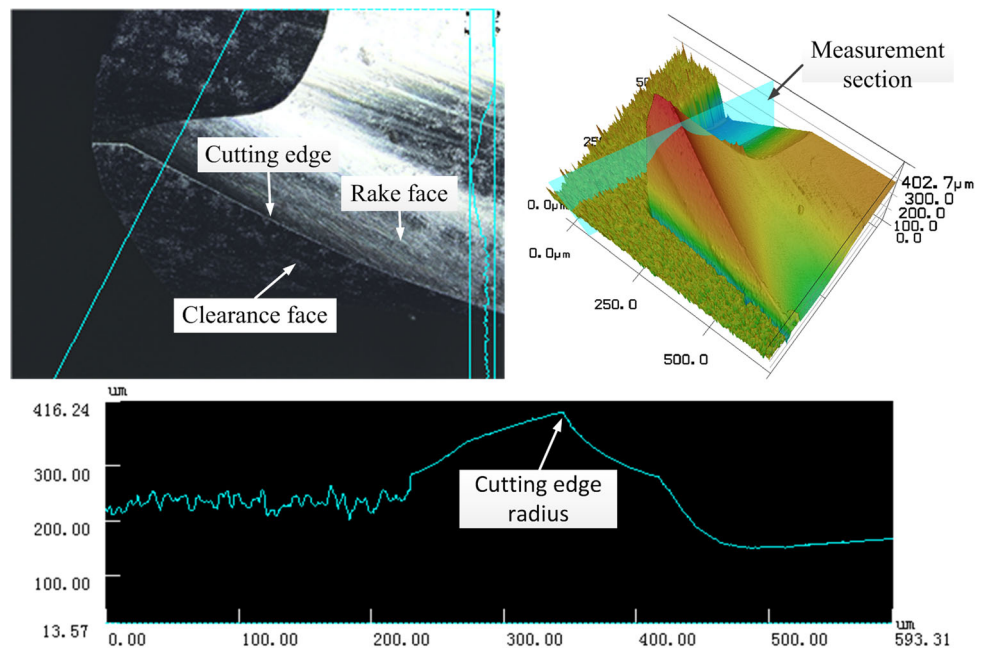 Cutting edge
Rake face
Clearance face
Measurement
section
0.0μm
0.0μm
250.0
500.0
402.7μm
300.0
200.0
100.0
0.0
um
416.24
300.00
200.00
100.00
13.57
Cutting edge
radius
0.00
100.00
200.00
300.00
400.00
500.00
um
593.31